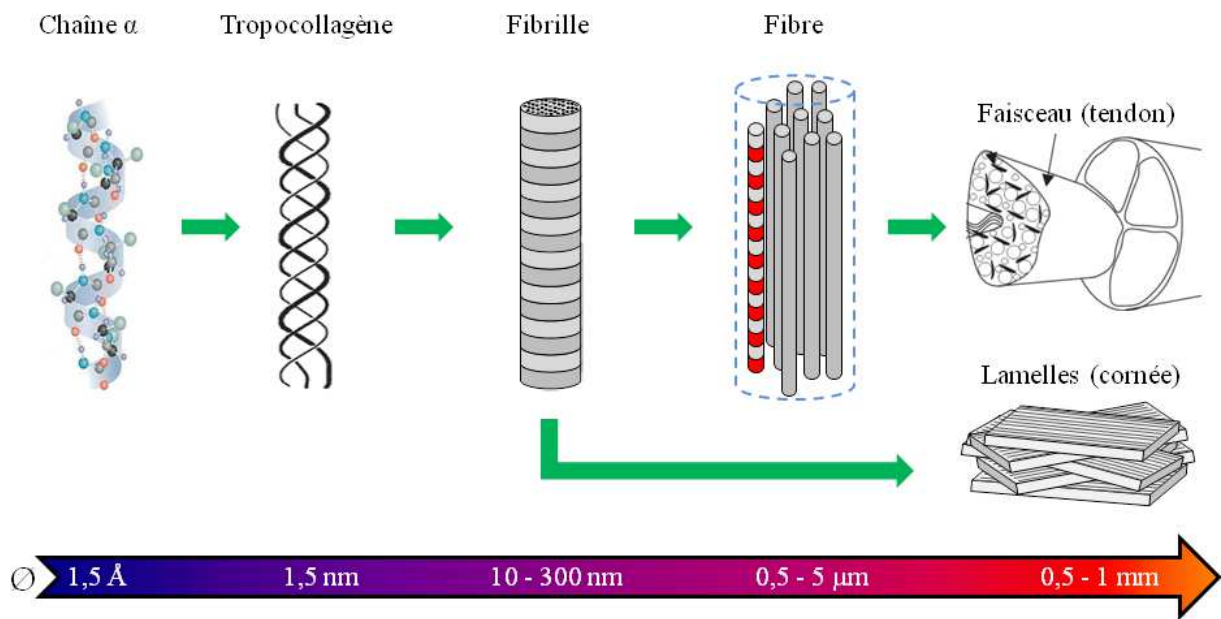 Chaîne α
Tropocollagène
Fibrille
Fibre
Faisceau (tendon)
Lamelles (cornée)
∅
1,5 Å
1,5 nm
10 - 300 nm
0,5 - 5 μm
0,5 - 1 mm